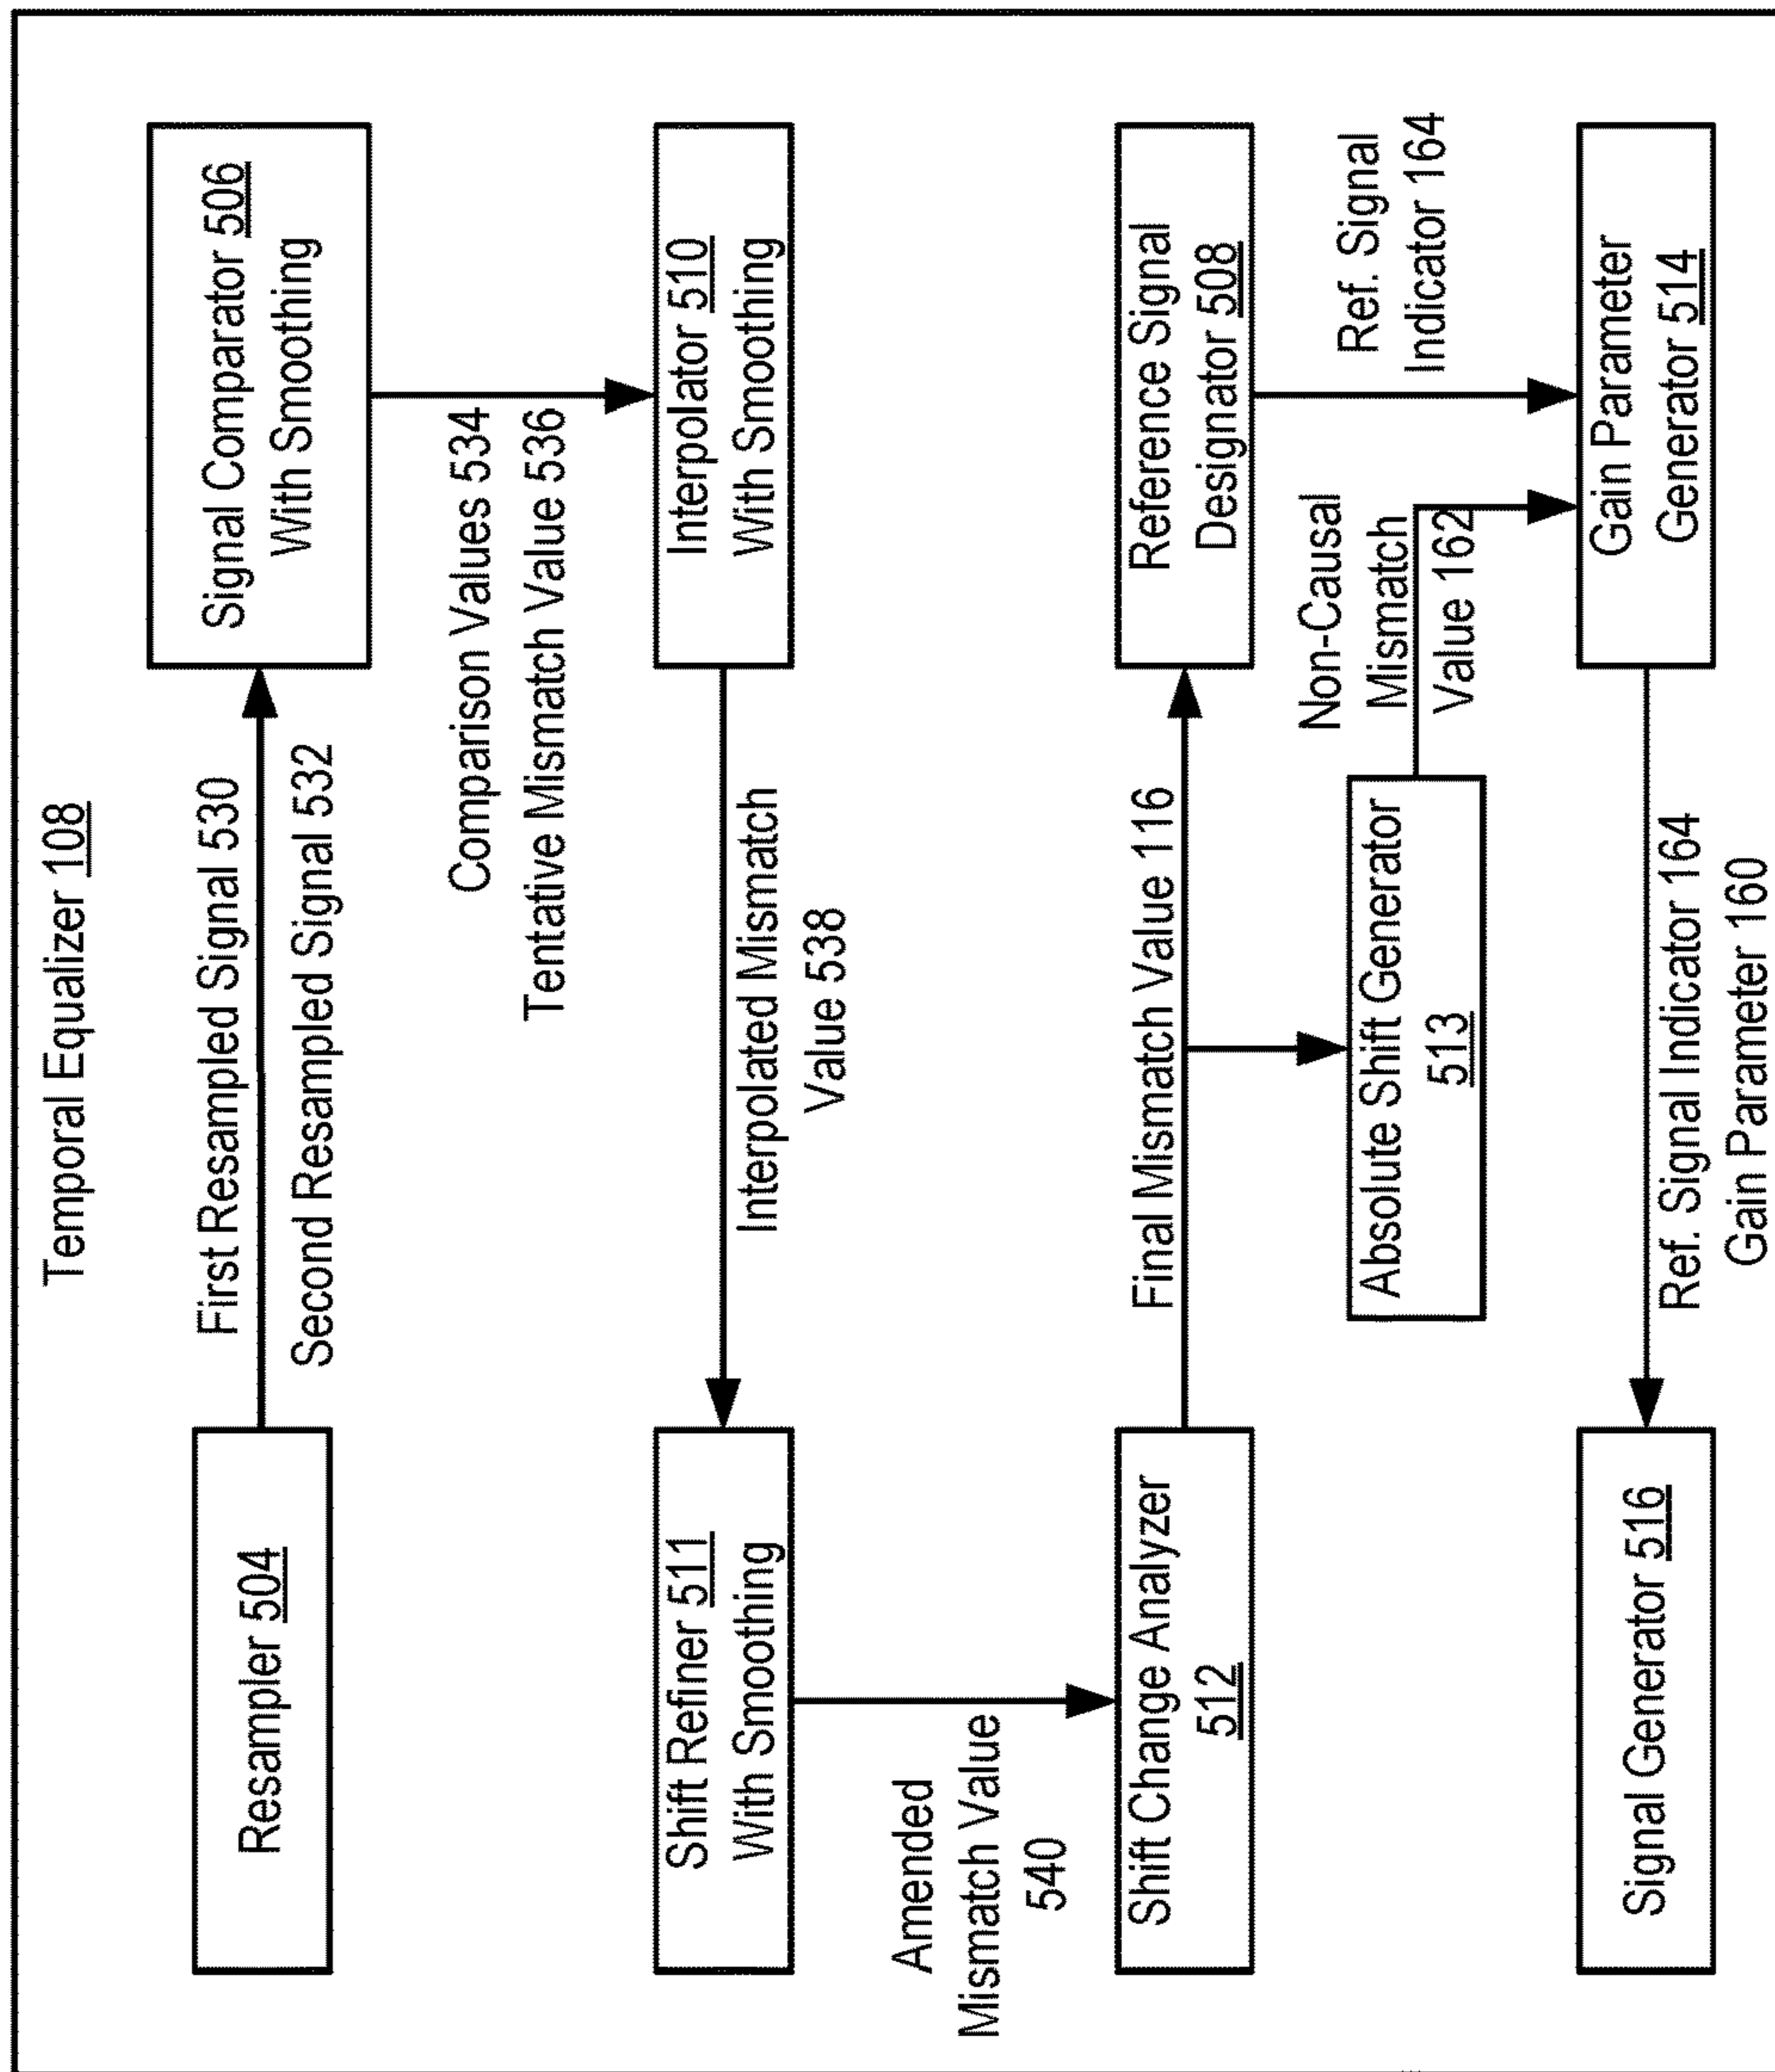 Temporal Equalizer 108
Resampler 504
First Resampled Signal 530
Second Resampled Signal 532
Signal Comparator 506
With Smoothing
Comparison Values 534
Tentative Mismatch Value 536
Interpolator 510
With Smoothing
Interpolated Mismatch
Value 538
Shift Refiner 511
With Smoothing
Amended
Mismatch Value
540
Shift Change Analyzer
512
Final Mismatch Value 116
Reference Signal
Designator 508
Absolute Shift Generator
513
Non-Causal
Mismatch
Value 162
Ref. Signal
Indicator 164
Gain Parameter
Generator 514
Ref. Signal Indicator 164
Gain Parameter 160
Signal Generator 516